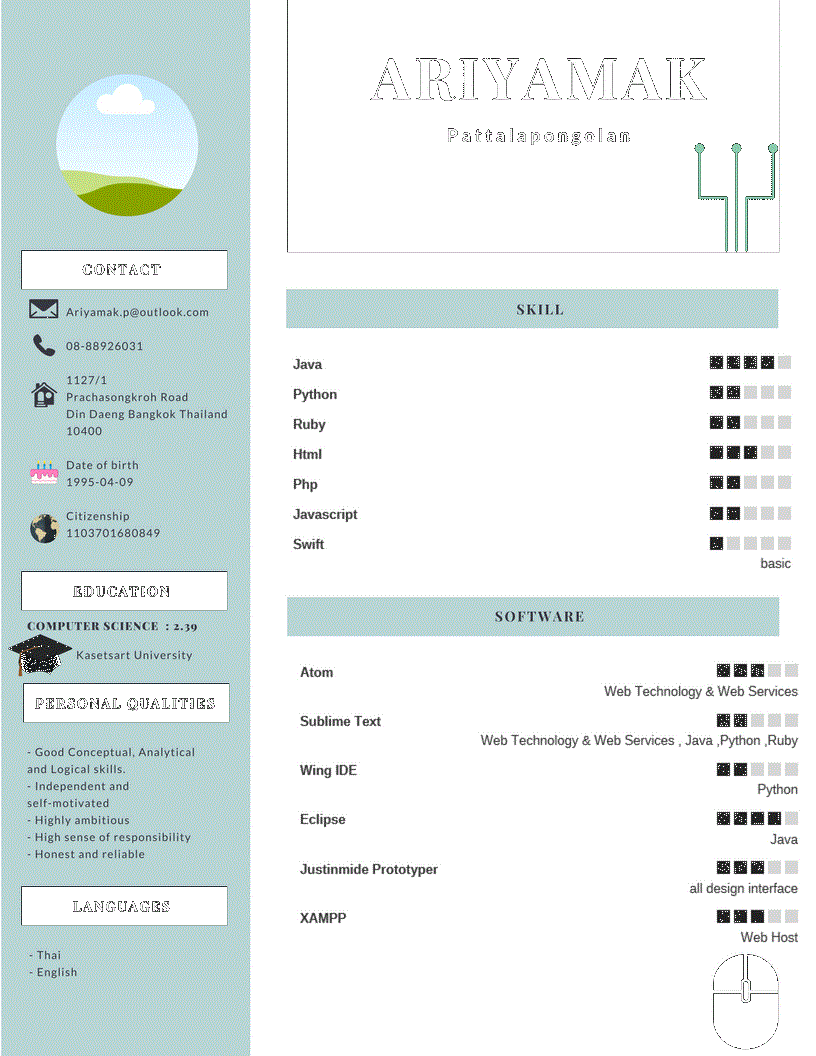 ARIYAMAK
Pattalapongolan
CONTACT
Ariyamak.p@outlook.com
08-88926031
1127/1
Prachasongkroh Road
Din Daeng Bangkok Thailand
10400
Date of birth
1995-04-09
Citizenship
1103701680849
EDUCATION
COMPUTER SCIENCE : 2.39
Kasetsart University
PERSONAL QUALITIES
- Good Conceptual, Analytical
and Logical skills.
- Independent and
self-motivated
- Highly ambitious
- High sense of responsibility
- Honest and reliable
LANGUAGES
- Thai
- English
SKILL
Java
Python
Ruby
Html
Php
Javascript
Swift
basic
SOFTWARE
Atom
Web Technology & Web Services
Sublime Text
Web Technology & Web Services , Java ,Python ,Ruby
Wing IDE
Python
Eclipse
Java
Justinmide Prototyper
all design interface
XAMPP
Web Host